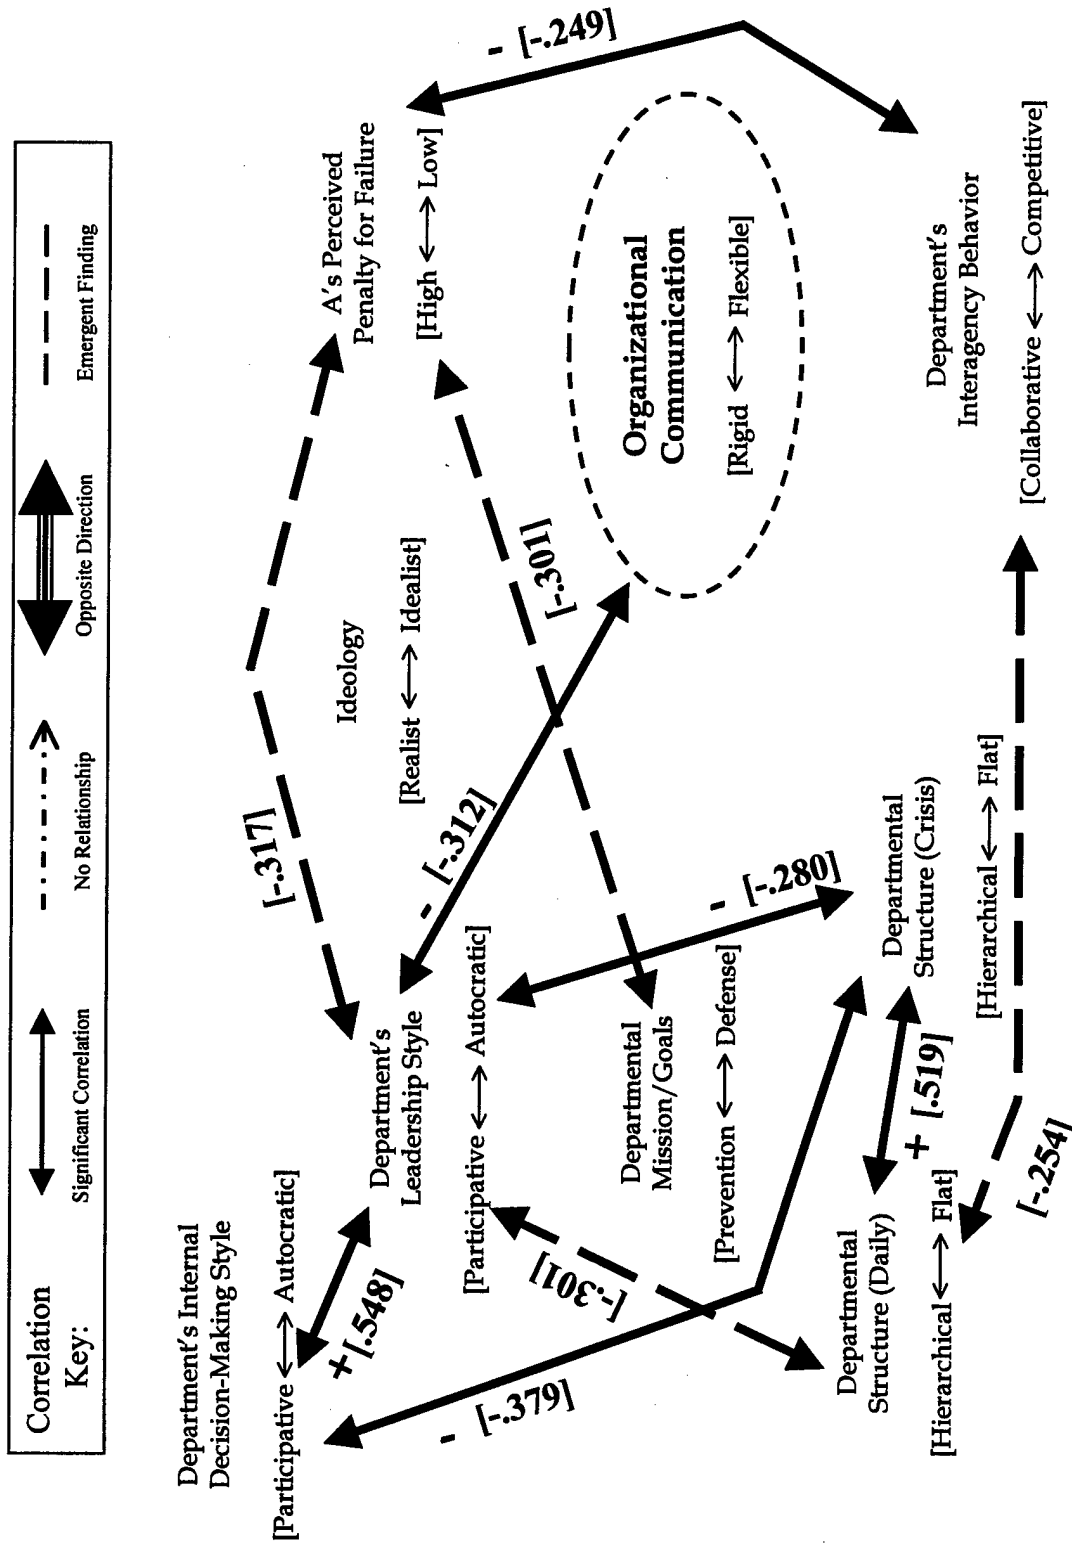 Correlation
Key:
Significant Correlation
No Relationship
Opposite Direction
Emergent Finding
Department's Internal
Decision-Making Style
[Participative ⟷ Autocratic]
+ [.548]
Department's
Leadership Style
[Participative ⟷ Autocratic]
[-.317]
Ideology
[Realist ⟷ Idealist]
A's Perceived
Penalty for Failure
[High ⟷ Low]
- [-.249]
- [-.312]
[-.301]
Organizational
Communication
[Rigid ⟷ Flexible]
Departmental
Mission/Goals
[Prevention ⟷ Defense]
- [-.379]
[-.301]
- [-.280]
Departmental
Structure (Daily)
[Hierarchical ⟷ Flat]
+ [.519]
Departmental
Structure (Crisis)
[Hierarchical ⟷ Flat]
[-.254]
Department's
Interagency Behavior
[Collaborative ⟷ Competitive]